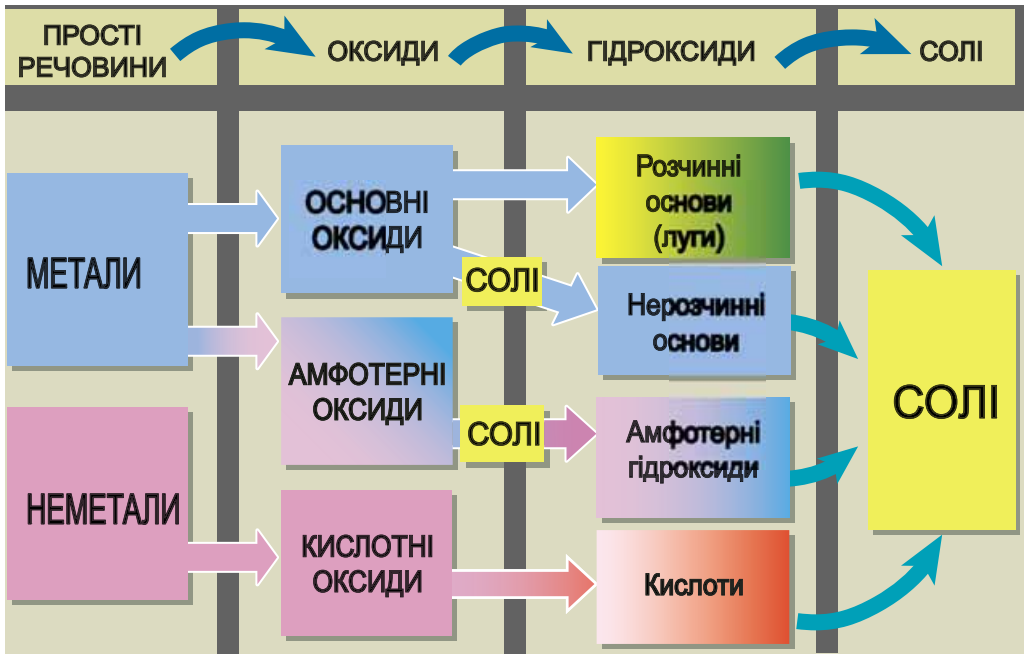 ПРОСТІ
РЕЧОВИНИ
ОКСИДИ
ГІДРОКСИДИ
СОЛІ
МЕТАЛИ
НЕМЕТАЛИ
ОСНОВНІ
ОКСИДИ
СОЛІ
АМФОТЕРНІ
ОКСИДИ
СОЛІ
КИСЛОТНІ
ОКСИДИ
Розчинні
основи
(луги)
Нерозчинні
основи
Амфотерні
гідроксиди
Кислоти
СОЛІ